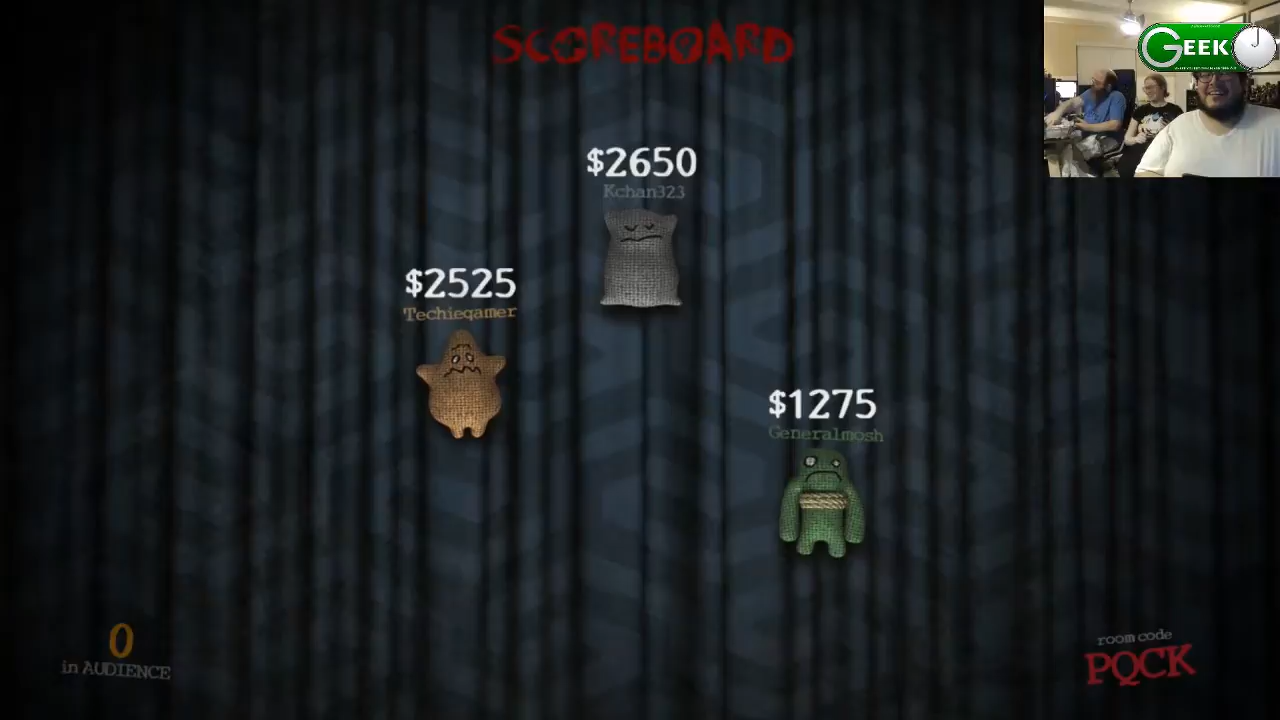 SCOREBOARD
GEEK
$2650
Kchan323
$2525
Techiegamer
$1275
Generalmosh
0
in AUDIENCE
room code
PQCK